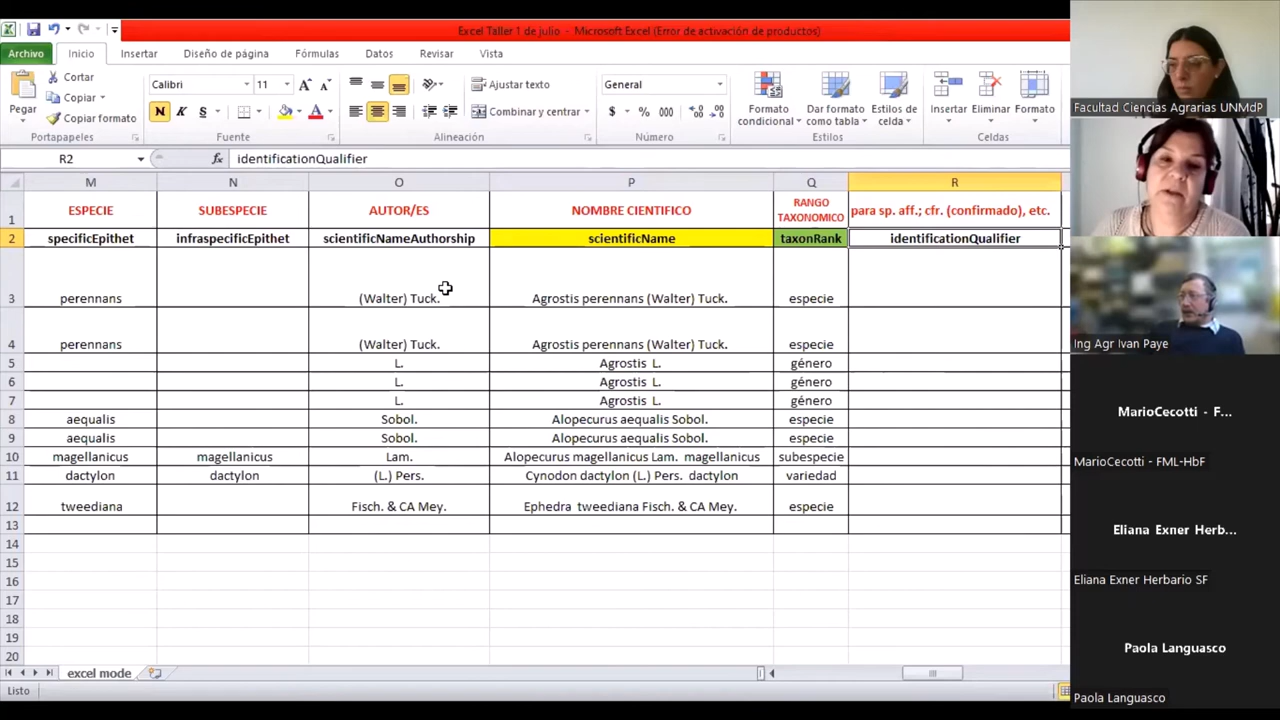 Excel Taller 1 de julio - Microsoft Excel (Error de activación de productos)
Archivo Inicio Insertar Diseño de página Fórmulas Datos Revisar Vista
Pegar
Cortar
Copiar
Copiar formato
Portapapeles
Calibri 11
N K S
Fuente
Ajustar texto
Combinar y centrar
Alineación
General
$ % 000
Número
Formato condicional
Dar formato como tabla
Estilos de celda
Estilos
Insertar Eliminar Formato
Celdas
R2 fx identificationQualifier
M N O P Q R
1 ESPECIE SUBESPECIE AUTOR/ES NOMBRE CIENTIFICO RANGO TAXONOMICO para sp. aff.; cfr. (confirmado), etc.
2 specificEpithet infraspecificEpithet scientificNameAuthorship scientificName taxonRank identificationQualifier
3 perennans (Walter) Tuck. Agrostis perennans (Walter) Tuck. especie
4 perennans (Walter) Tuck. Agrostis perennans (Walter) Tuck. especie
5 L. Agrostis L. género
6 L. Agrostis L. género
7 L. Agrostis L. género
8 aequalis Sobol. Alopecurus aequalis Sobol. especie
9 aequalis Sobol. Alopecurus aequalis Sobol. especie
10 magellanicus magellanicus Lam. Alopecurus magellanicus Lam. magellanicus subespecie
11 dactylon dactylon (L.) Pers. Cynodon dactylon (L.) Pers. dactylon variedad
12 tweediana Fisch. & CA Mey. Ephedra tweediana Fisch. & CA Mey. especie
13
14
15
16
17
18
19
20
excel mode
Listo
Facultad Ciencias Agrarias UNMdP
Ing Agr Ivan Paye
MarioCecotti - F...
MarioCecotti - FML-HbF
Eliana Exner Herb...
Eliana Exner Herbario SF
Paola Languasco
Paola Languasco